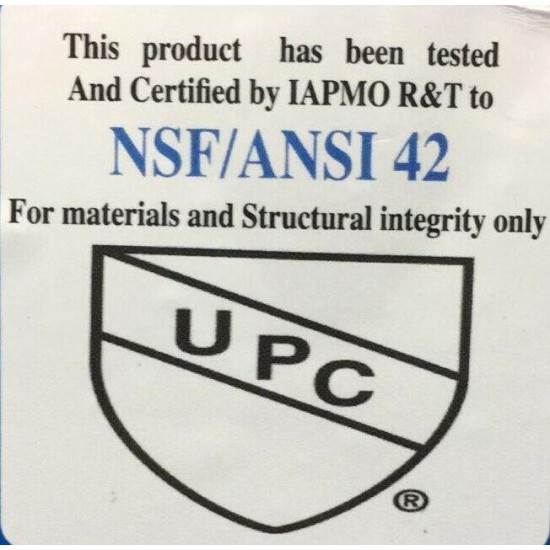 This product has been tested
And Certified by IAPMO R&T to
NSF/ANSI 42
For materials and Structural integrity only
UPC
®